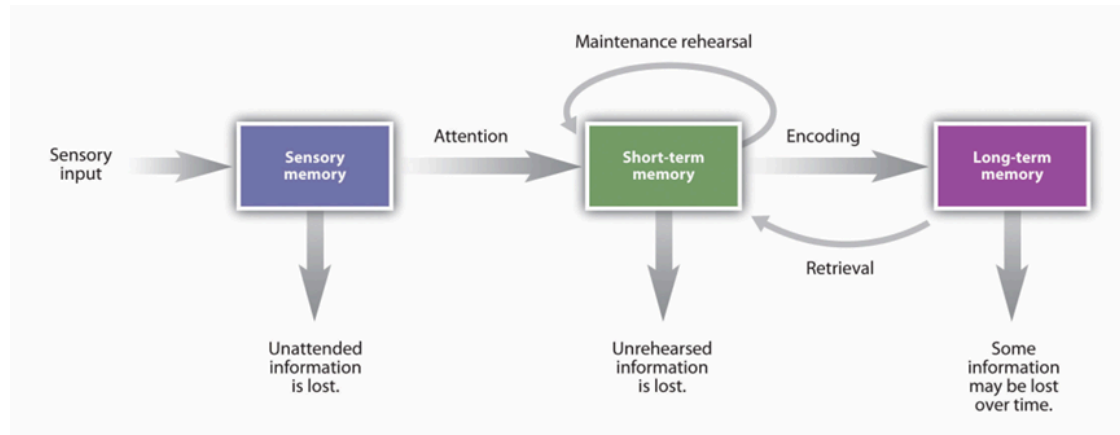 Maintenance rehearsal
Sensory
input
Sensory
memory
Attention
Short-term
memory
Encoding
Long-term
memory
Retrieval
Unattended
information
is lost.
Unrehearsed
information
is lost.
Some
information
may be lost
over time.